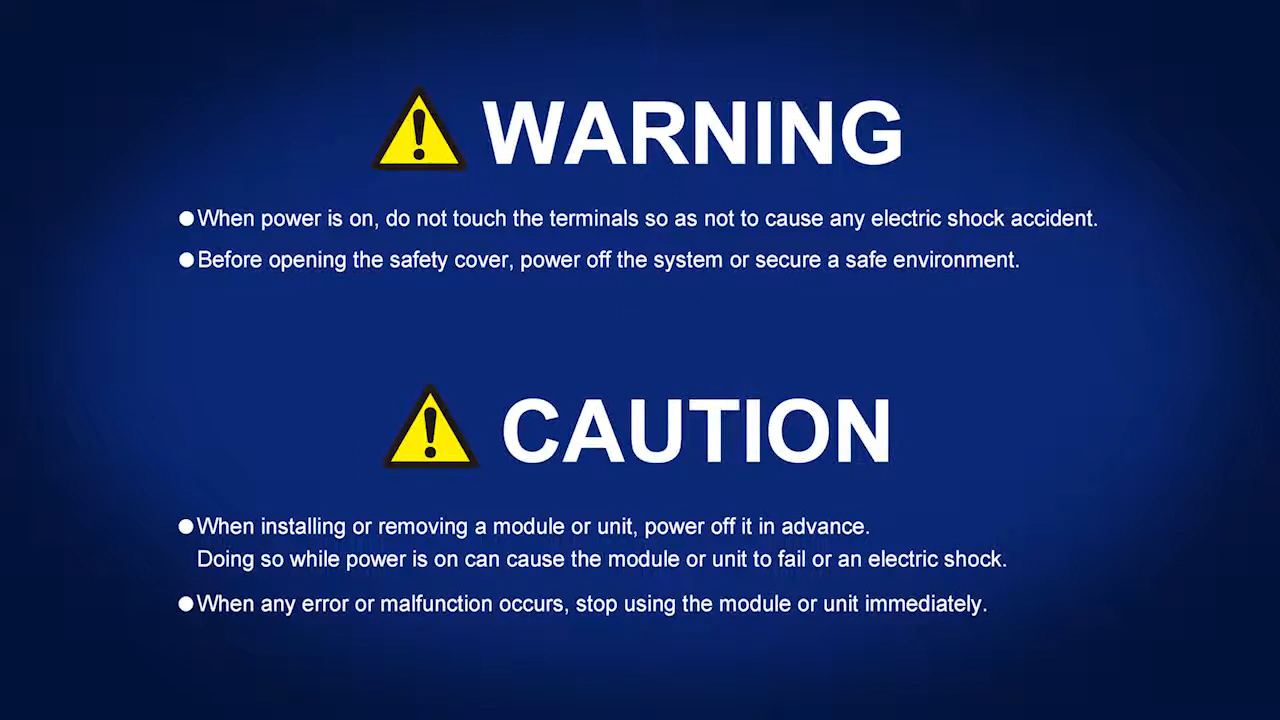 WARNING
●When power is on, do not touch the terminals so as not to cause any electric shock accident.
●Before opening the safety cover, power off the system or secure a safe environment.
CAUTION
●When installing or removing a module or unit, power off it in advance.
Doing so while power is on can cause the module or unit to fail or an electric shock.
●When any error or malfunction occurs, stop using the module or unit immediately.